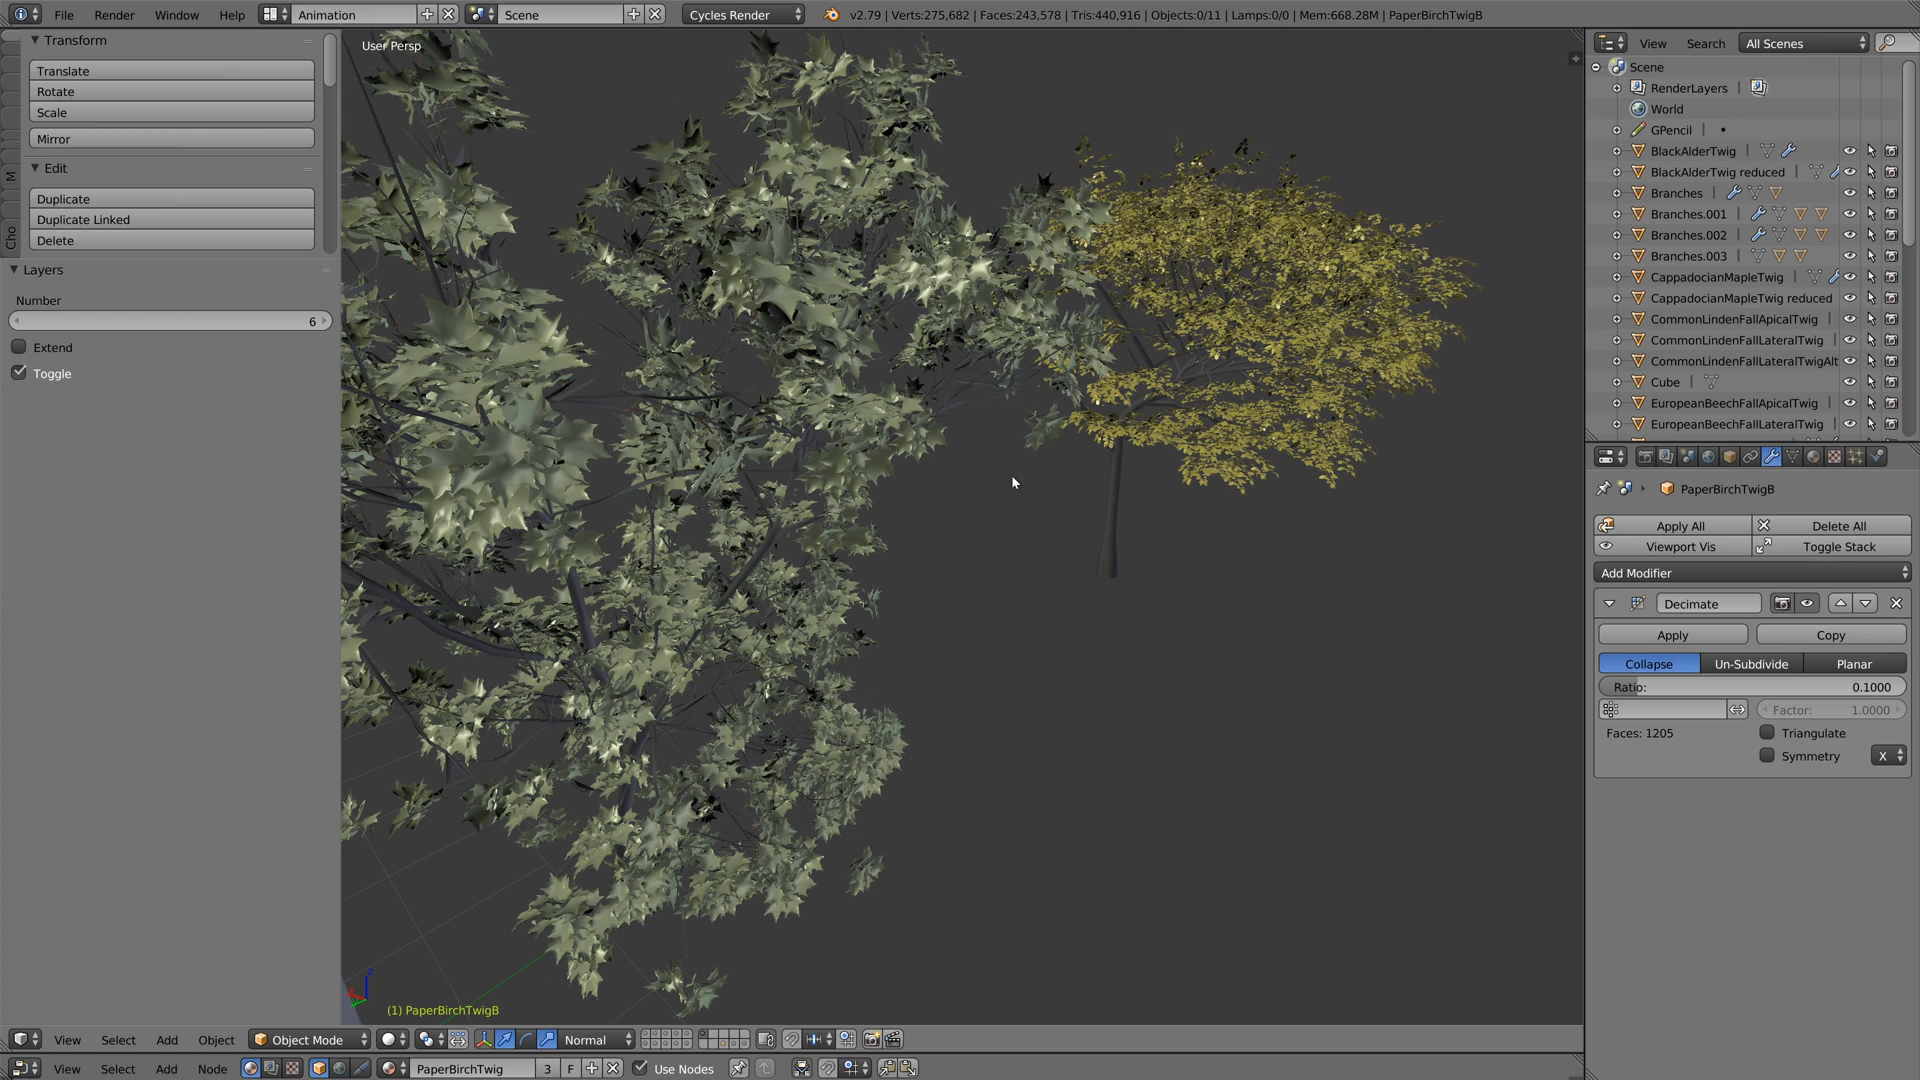 File Render Window Help Animation Scene Cycles Render v2.79 | Verts:275,682 | Faces:243,578 | Tris:440,916 | Objects:0/11 | Lamps:0/0 | Mem:668.28M | PaperBirchTwigB
Transform
Translate
Rotate
Scale
Mirror
Edit
Duplicate
Duplicate Linked
Delete
M
Cho
Layers
Number
6
Extend
Toggle
User Persp
(1) PaperBirchTwigB
View Search All Scenes
Scene
RenderLayers |
World
GPencil |
BlackAlderTwig |
BlackAlderTwig reduced |
Branches |
Branches.001 |
Branches.002 |
Branches.003 |
CappadocianMapleTwig |
CappadocianMapleTwig reduced
CommonLindenFallApicalTwig |
CommonLindenFallLateralTwig |
CommonLindenFallLateralTwigAlt
Cube |
EuropeanBeechFallApicalTwig |
EuropeanBeechFallLateralTwig |
PaperBirchTwigB
Apply All Delete All
Viewport Vis Toggle Stack
Add Modifier
Decimate
Apply Copy
Collapse Un-Subdivide Planar
Ratio: 0.1000
Factor: 1.0000
Faces: 1205 Triangulate
Symmetry X
View Select Add Object Object Mode Normal
View Select Add Node PaperBirchTwig 3 F Use Nodes